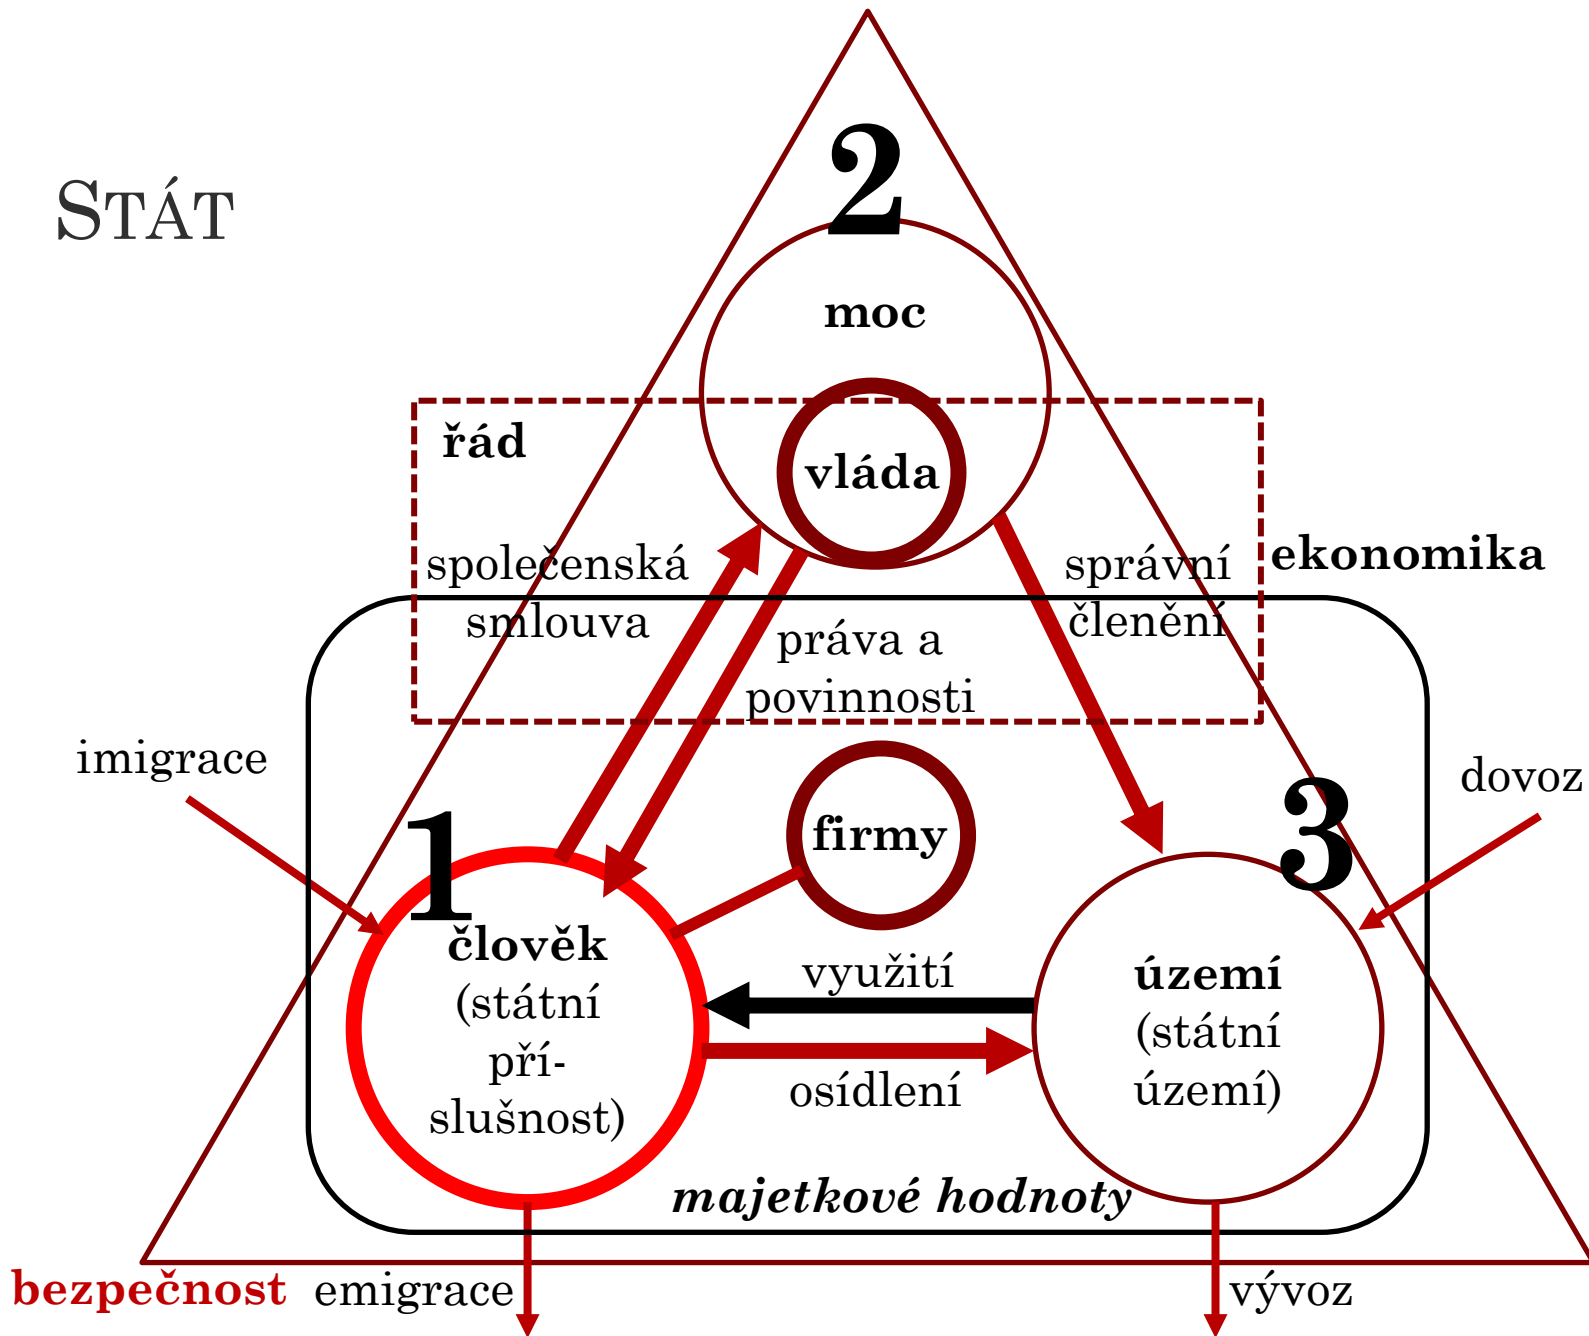 2
STÁT
moc
řád
vláda
společenská
smlouva
správní
členění
ekonomika
práva a
povinnosti
imigrace
dovoz
1
firmy
3
člověk
(státní
pří-
slušnost)
využití
osídlení
území
(státní
území)
majetkové hodnoty
bezpečnost
emigrace
vývoz